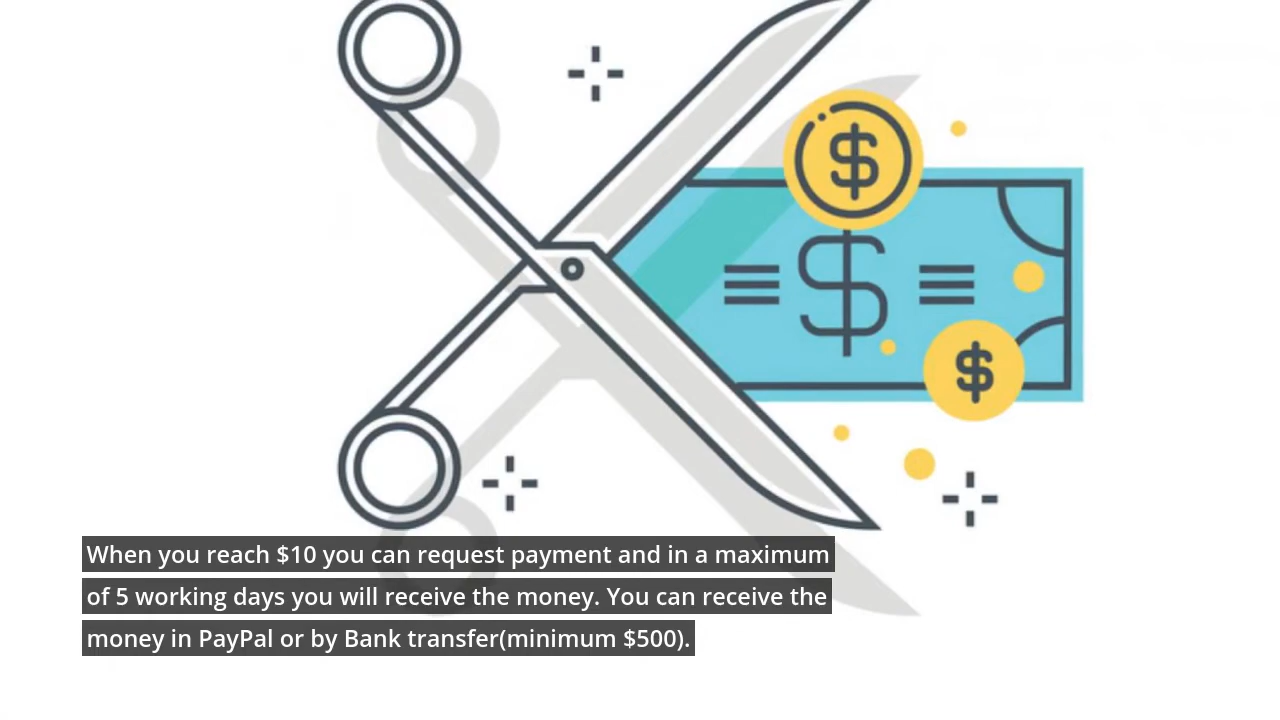 $
$
$
When you reach $10 you can request payment and in a maximum
of 5 working days you will receive the money. You can receive the
money in PayPal or by Bank transfer(minimum $500).